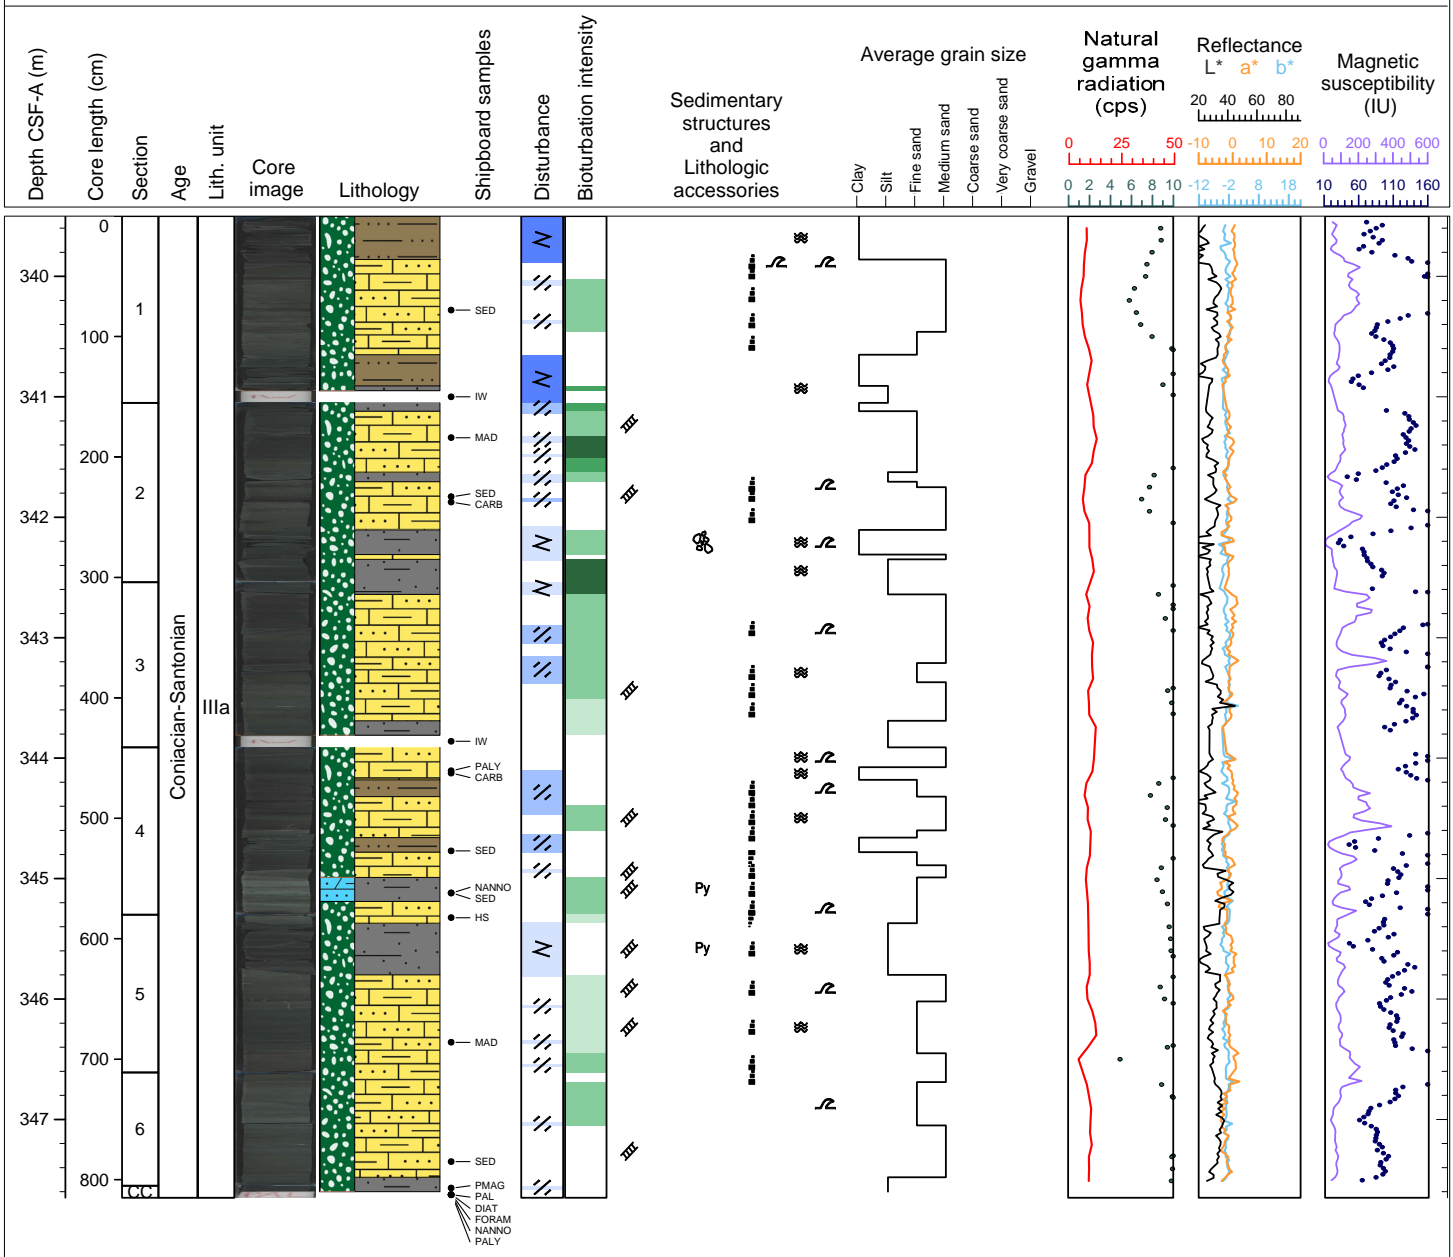 Depth CSF-A (m)
Core length (cm)
Section
Age
Lith. unit
Core
image
Lithology
Shipboard samples
Disturbance
Bioturbation intensity
Sedimentary
structures
and
Lithologic
accessories
Average grain size
Clay
Silt
Fine sand
Medium sand
Coarse sand
Very coarse sand
Gravel
Natural
gamma
radiation
(cps)
0 25 50
0 2 4 6 8 10
Reflectance
L* a* b*
20 40 60 80
-10 0 10 20
-12 -2 8 18
Magnetic
susceptibility
(IU)
0 200 400 600
10 60 110 160
340
341
342
343
344
345
346
347
0
100
200
300
400
500
600
700
800
1
2
3
4
5
6
CC
Coniacian-Santonian
IIIa
SED
IW
MAD
SED
CARB
IW
PALY
CARB
SED
NANNO
SED
HS
MAD
SED
PMAG
PAL
DIAT
FORAM
NANNO
PALY
Py
Py